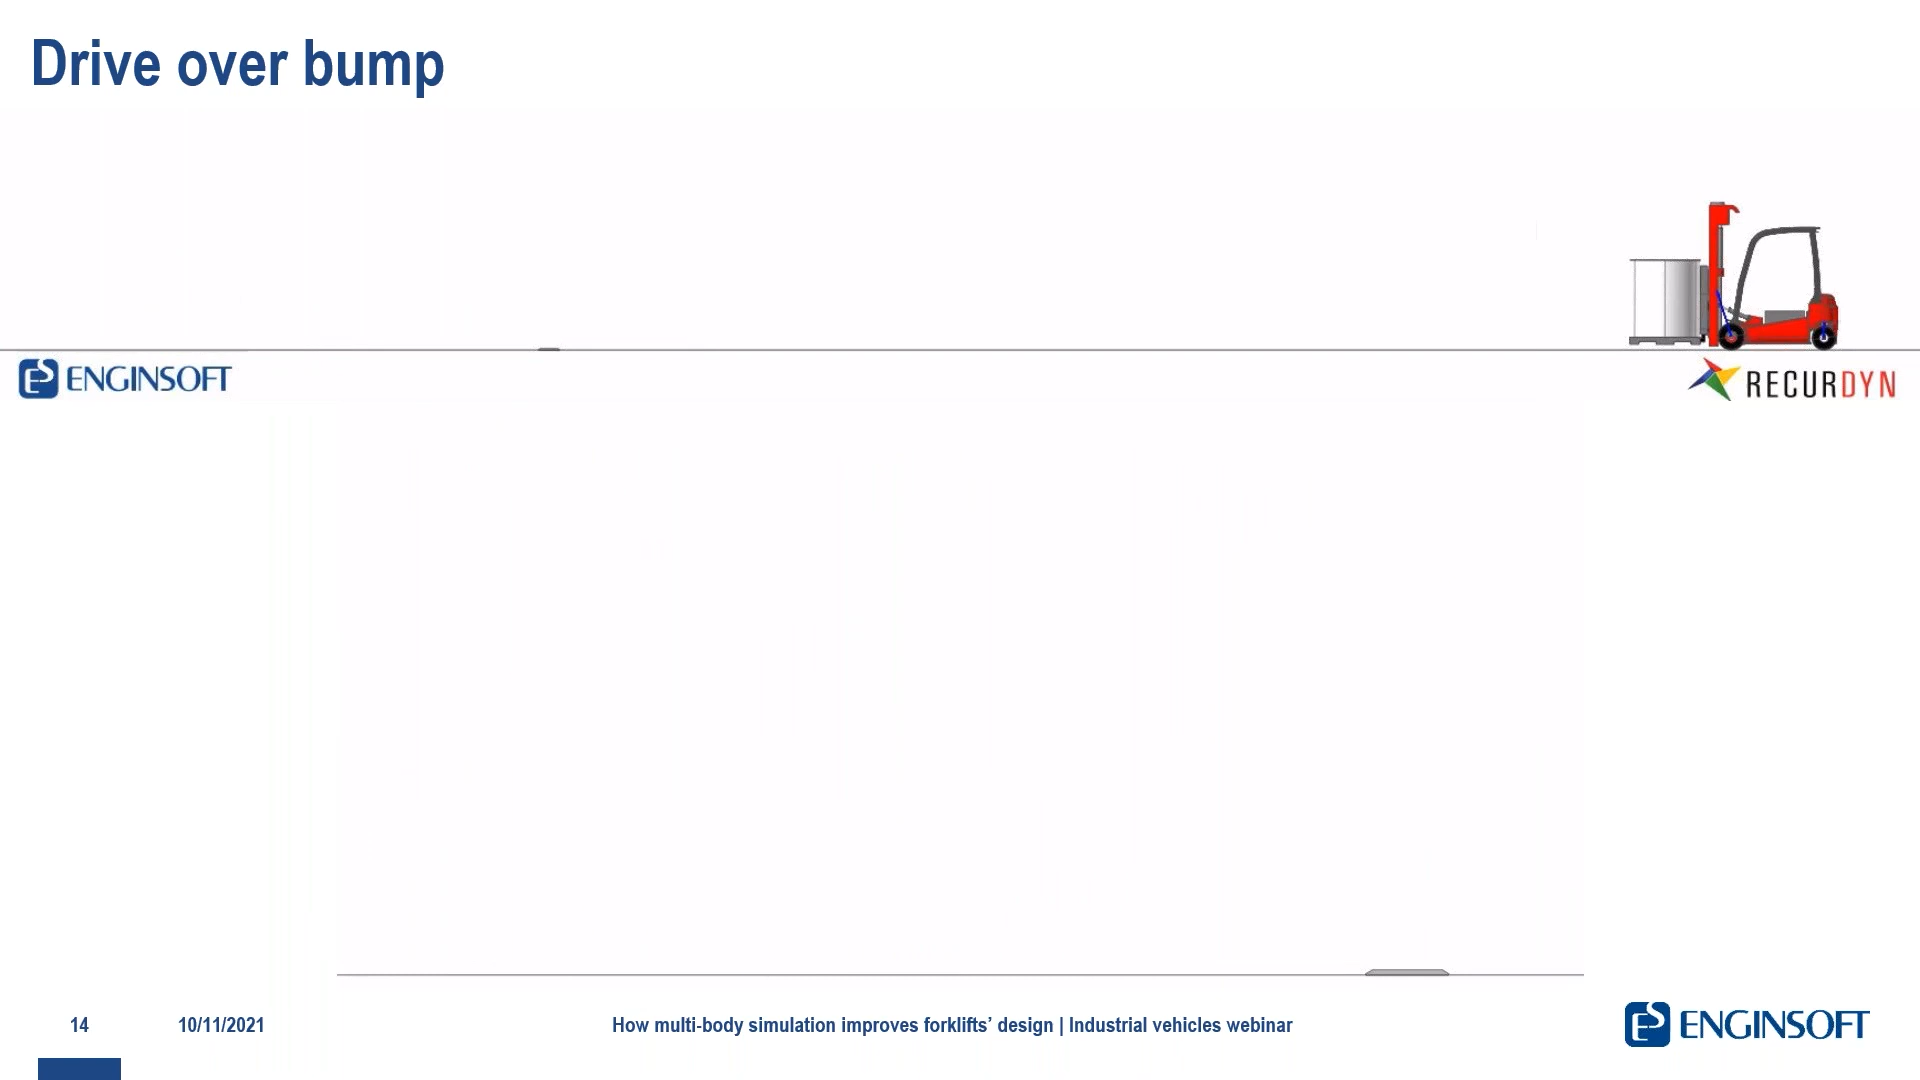 Drive over bump
ENGINSOFT
RECURDYN
14
10/11/2021
How multi-body simulation improves forklifts’ design | Industrial vehicles webinar
ENGINSOFT